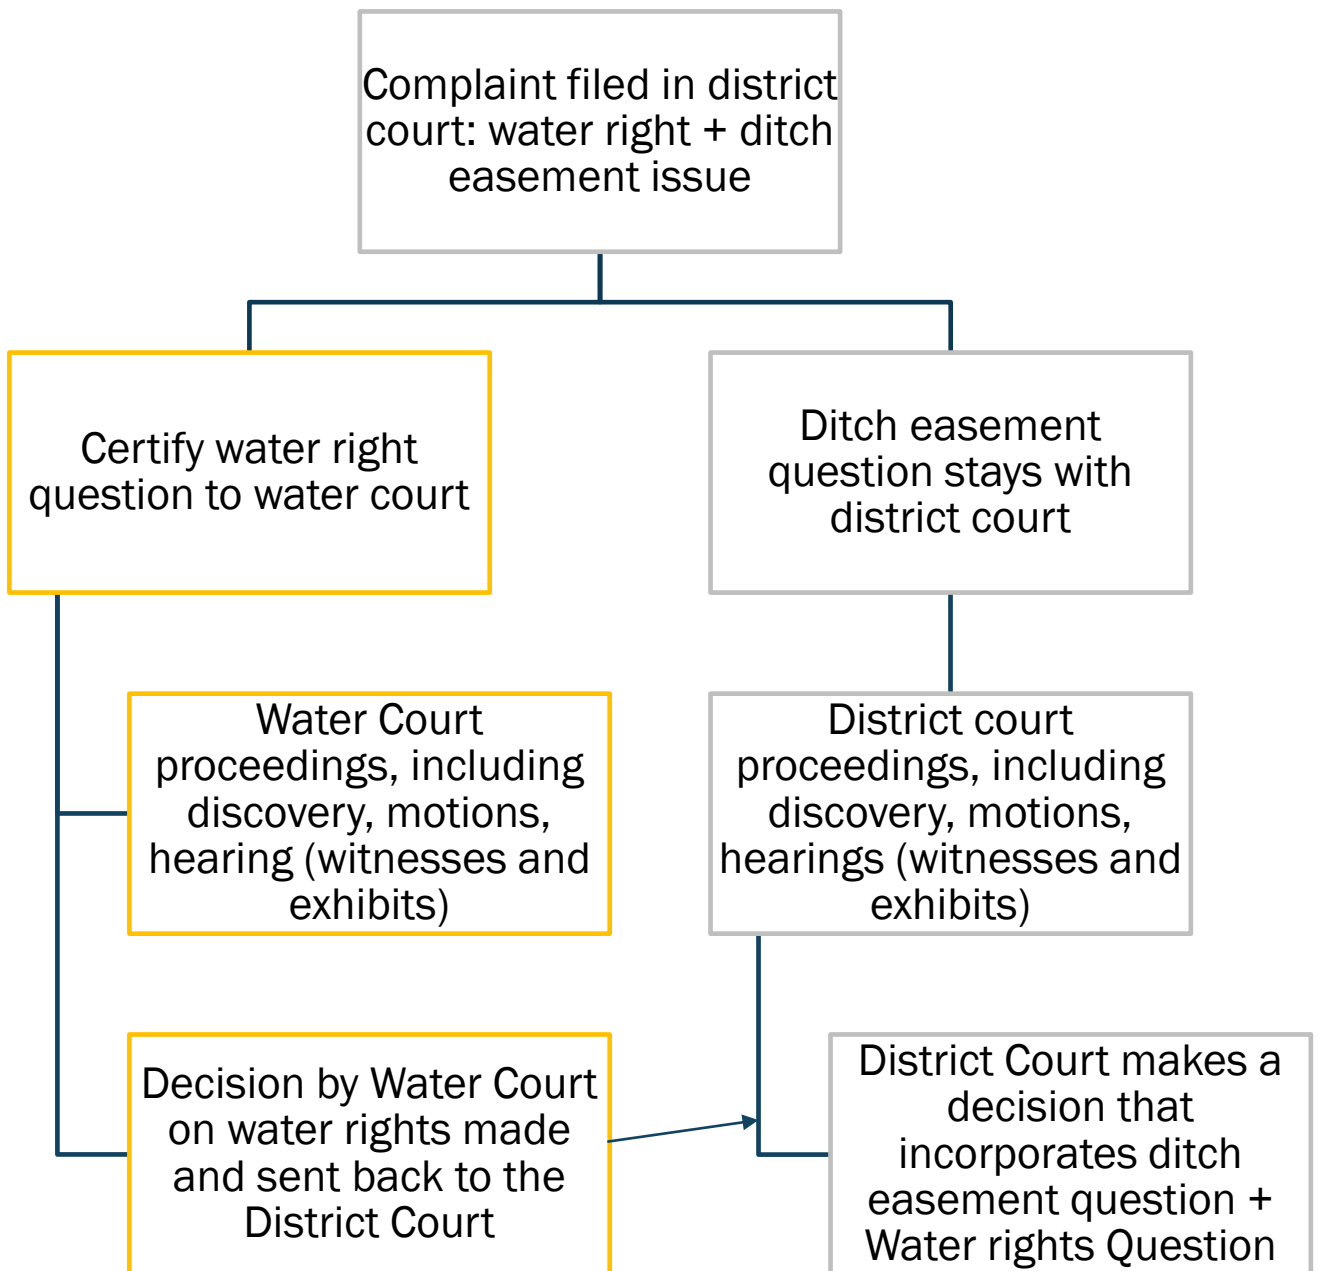 Complaint filed in district
court: water right + ditch
easement issue
Certify water right
question to water court
Ditch easement
question stays with
district court
Water Court
proceedings, including
discovery, motions,
hearing (witnesses and
exhibits)
District court
proceedings, including
discovery, motions,
hearings (witnesses and
exhibits)
Decision by Water Court
on water rights made
and sent back to the
District Court
District Court makes a
decision that
incorporates ditch
easement question +
Water rights Question